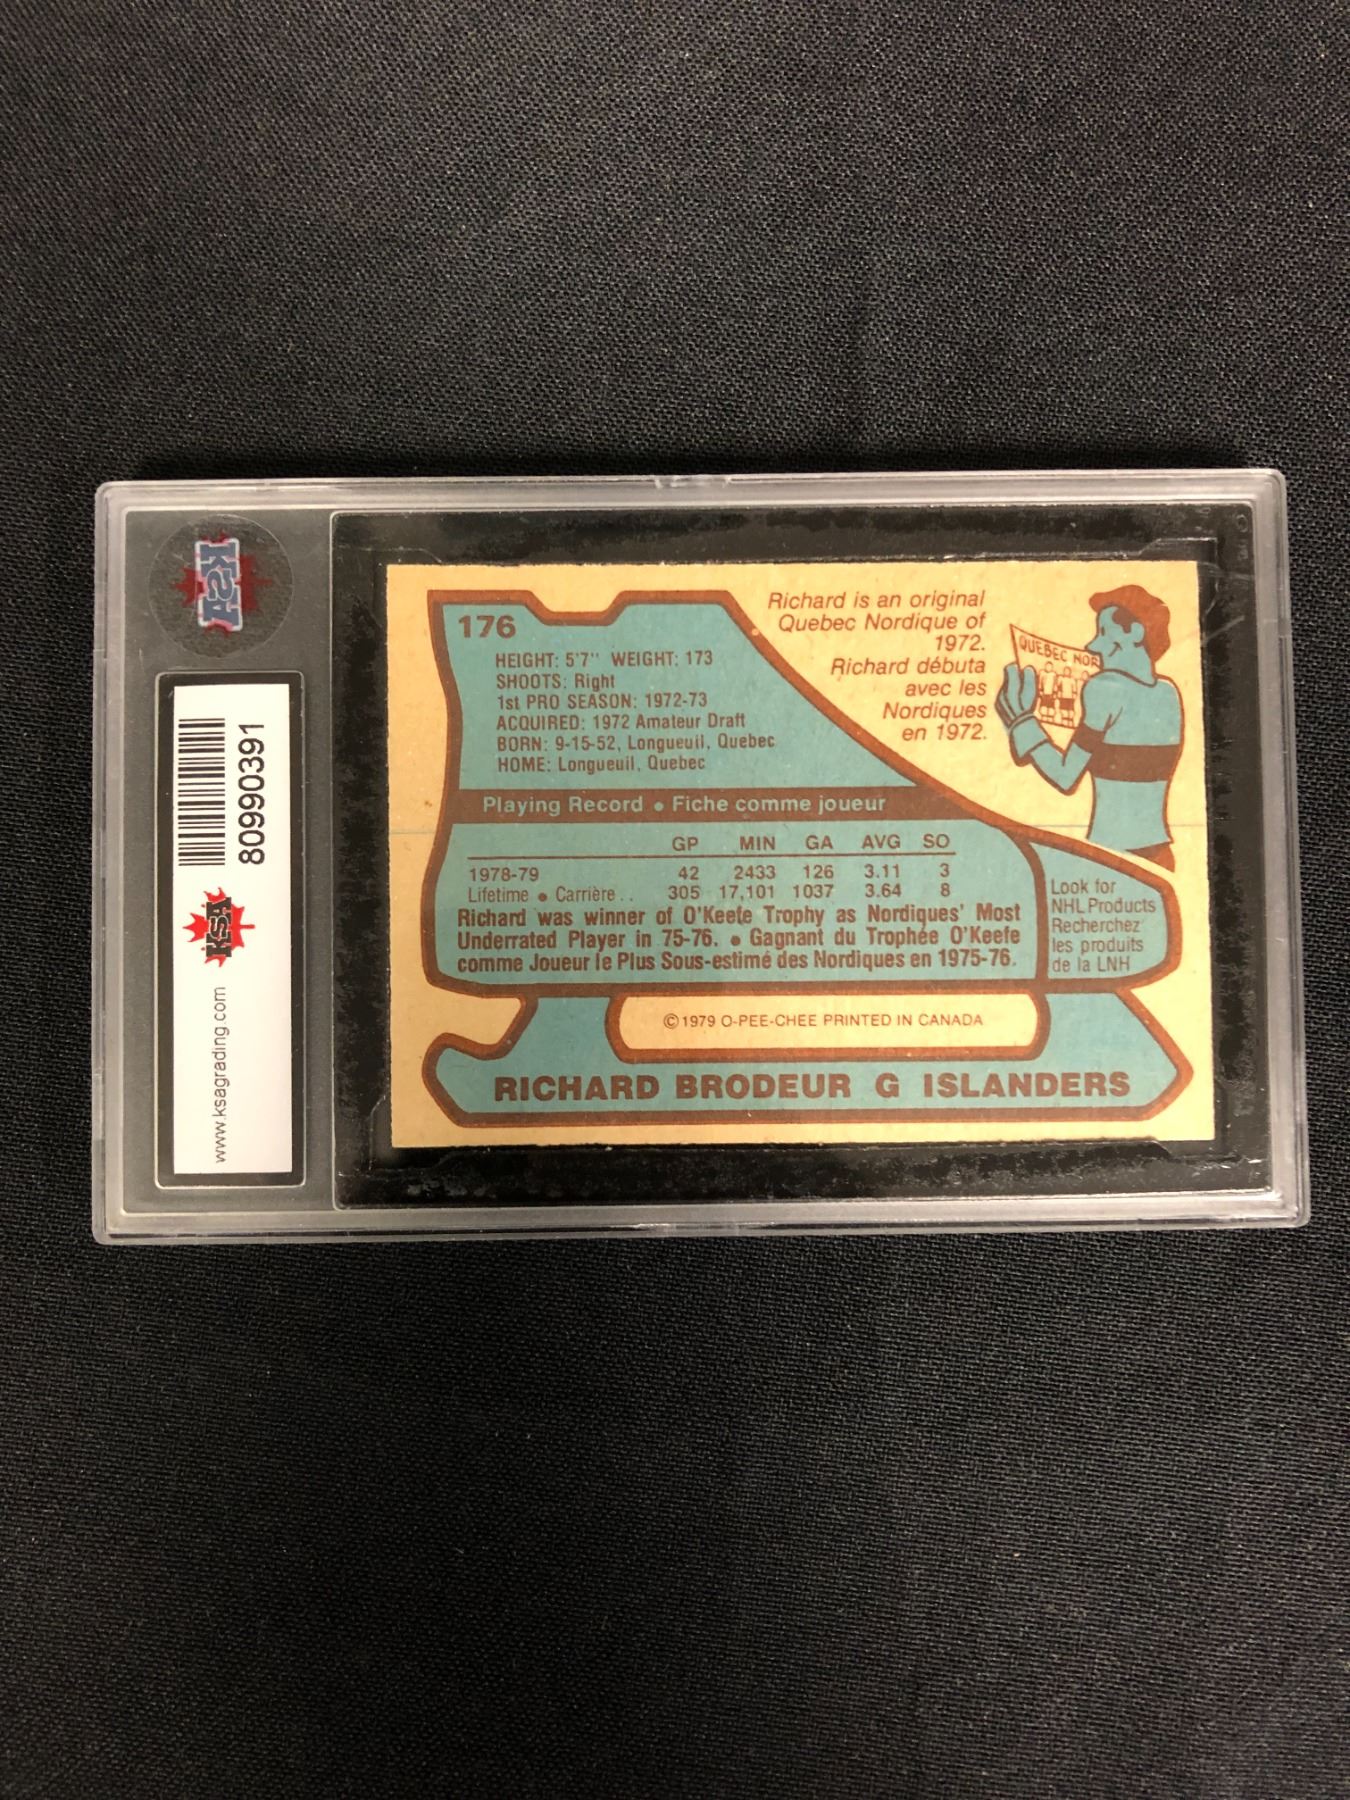 KSA
80990391
KSA
www.ksagrading.com
176
HEIGHT: 5'7" WEIGHT: 173
SHOOTS: Right
1st PRO SEASON: 1972-73
ACQUIRED: 1972 Amateur Draft
BORN: 9-15-52, Longueuil, Quebec
HOME: Longueuil, Quebec
Richard is an original
Quebec Nordique of
1972.
Richard débuta
avec les
Nordiques
en 1972.
QUEBEC NOR
Playing Record • Fiche comme joueur
GP MIN GA AVG SO
1978-79 42 2433 126 3.11 3
Lifetime • Carrière.. 305 17,101 1037 3.64 8
Richard was winner of O'Keefe Trophy as Nordiques' Most
Underrated Player in 75-76. • Gagnant du Trophée O'Keefe
comme Joueur le Plus Sous-estimé des Nordiques en 1975-76.
Look for
NHL Products
Recherchez
les produits
de la LNH
© 1979 O-PEE-CHEE PRINTED IN CANADA
RICHARD BRODEUR G ISLANDERS